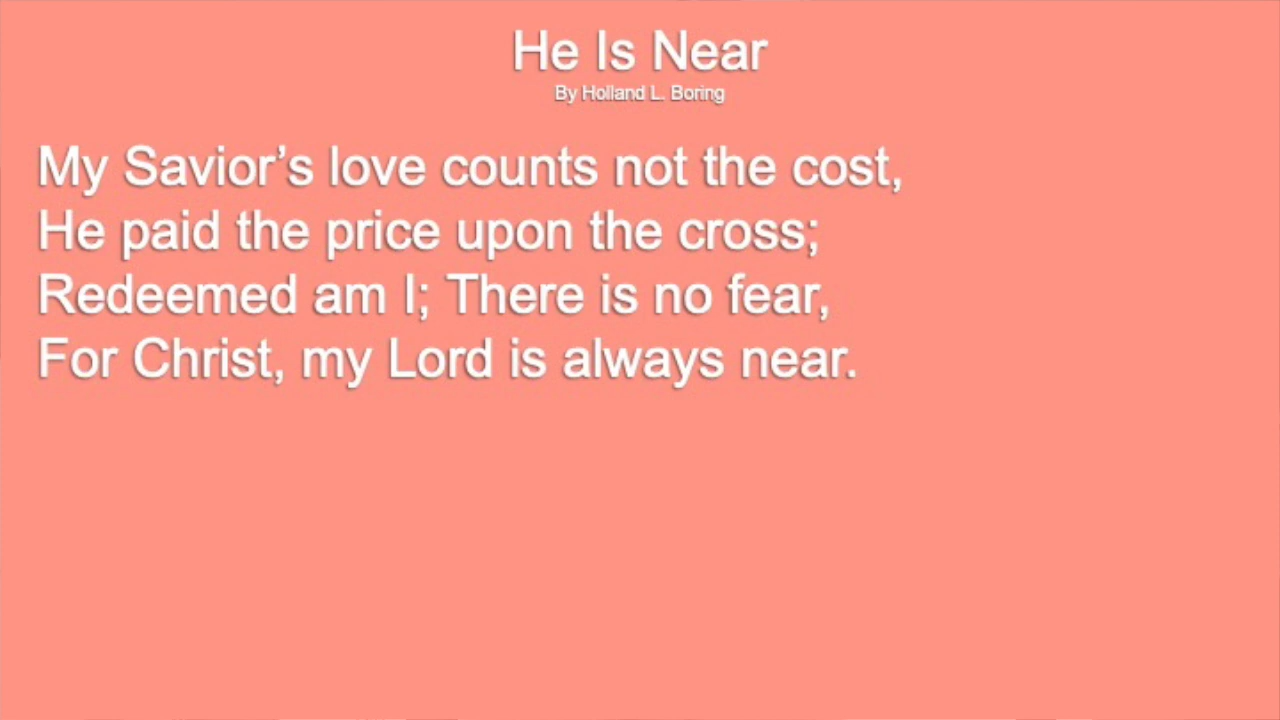 He Is Near
By Holland L. Boring
My Savior’s love counts not the cost,
He paid the price upon the cross;
Redeemed am I; There is no fear,
For Christ, my Lord is always near.